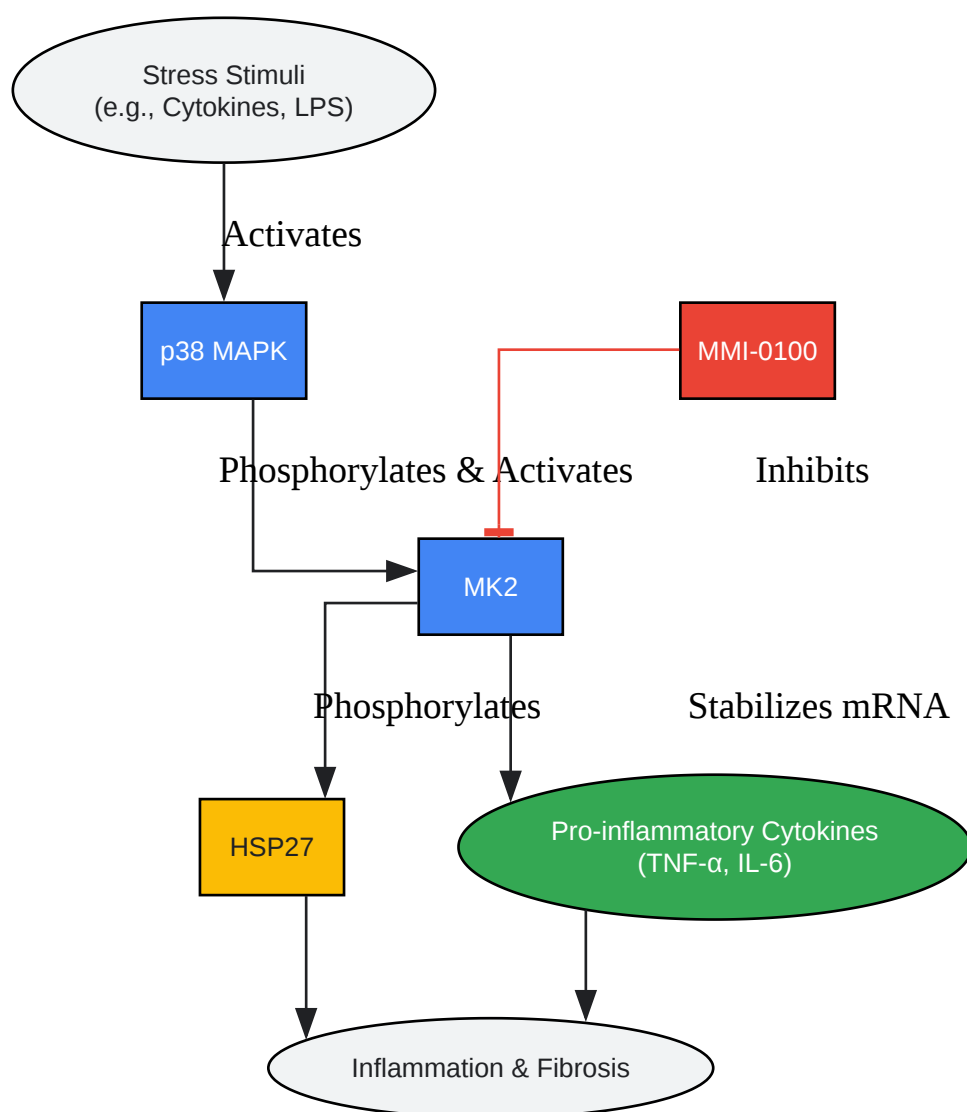 Stress Stimuli
(e.g., Cytokines, LPS)
Activates
p38 MAPK
MMI-0100
Phosphorylates & Activates
Inhibits
MK2
Phosphorylates
Stabilizes mRNA
HSP27
Pro-inflammatory Cytokines
(TNF-α, IL-6)
Inflammation & Fibrosis